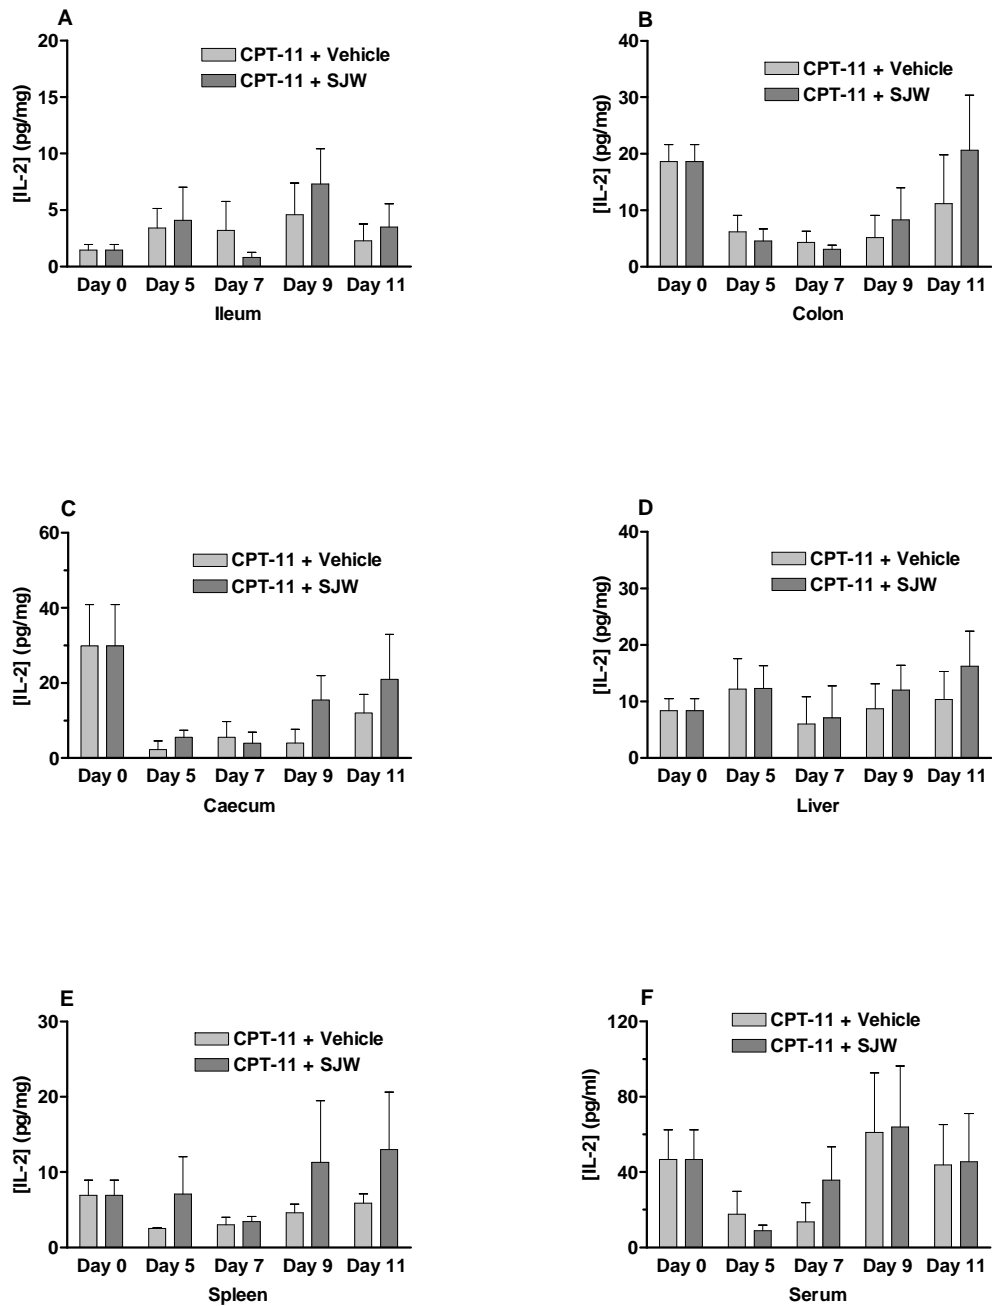 A
[IL-2] (pg/mg)
20
15
10
5
0
CPT-11 + Vehicle
CPT-11 + SJW
Day 0 Day 5 Day 7 Day 9 Day 11
Ileum
B
[IL-2] (pg/mg)
40
30
20
10
0
CPT-11 + Vehicle
CPT-11 + SJW
Day 0 Day 5 Day 7 Day 9 Day 11
Colon
C
[IL-2] (pg/mg)
60
40
20
0
CPT-11 + Vehicle
CPT-11 + SJW
Day 0 Day 5 Day 7 Day 9 Day 11
Caecum
D
[IL-2] (pg/mg)
40
30
20
10
0
CPT-11 + Vehicle
CPT-11 + SJW
Day 0 Day 5 Day 7 Day 9 Day 11
Liver
E
[IL-2] (pg/mg)
30
20
10
0
CPT-11 + Vehicle
CPT-11 + SJW
Day 0 Day 5 Day 7 Day 9 Day 11
Spleen
F
[IL-2] (pg/ml)
120
80
40
0
CPT-11 + Vehicle
CPT-11 + SJW
Day 0 Day 5 Day 7 Day 9 Day 11
Serum